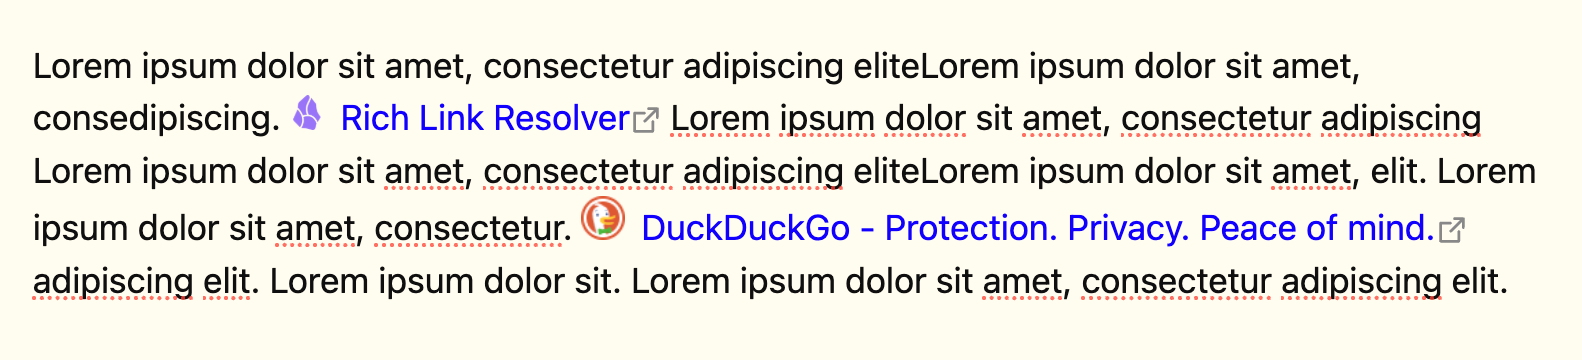 Lorem ipsum dolor sit amet, consectetur adipiscing eliteLorem ipsum dolor sit amet,
consedipiscing. Rich Link Resolver Lorem ipsum dolor sit amet, consectetur adipiscing
Lorem ipsum dolor sit amet, consectetur adipiscing eliteLorem ipsum dolor sit amet, elit. Lorem
ipsum dolor sit amet, consectetur. DuckDuckGo - Protection. Privacy. Peace of mind.
adipiscing elit. Lorem ipsum dolor sit. Lorem ipsum dolor sit amet, consectetur adipiscing elit.